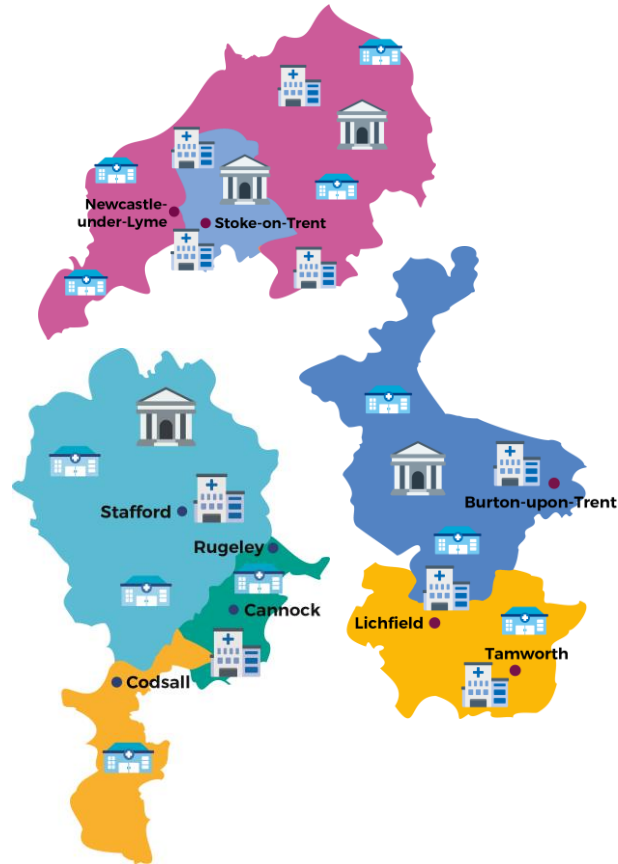 Newcastle-
under-Lyme
Stoke-on-Trent
Stafford
Rugeley
Cannock
Codsall
Burton-upon-Trent
Lichfield
Tamworth